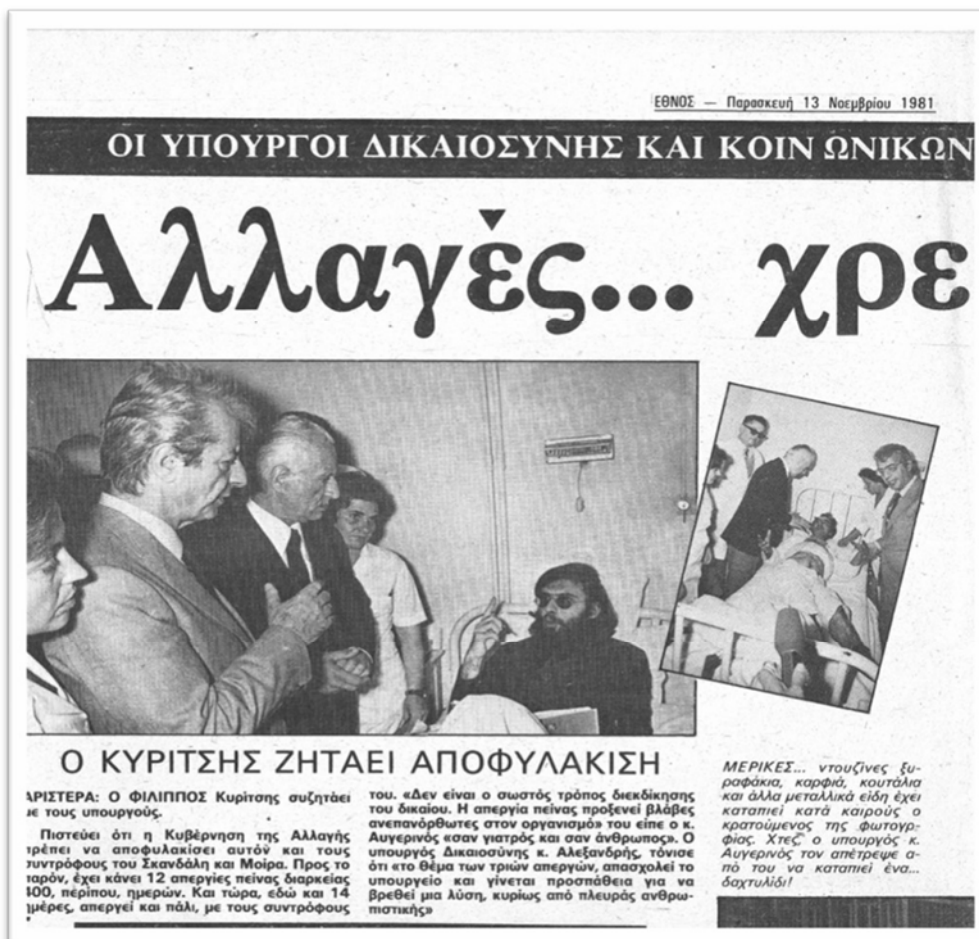 ΕΘΝΟΣ — Παρασκευή 13 Νοεμβρίου 1981
ΟΙ ΥΠΟΥΡΓΟΙ ΔΙΚΑΙΟΣΥΝΗΣ ΚΑΙ ΚΟΙΝΩΝΙΚΩΝ
Αλλαγές... χρε
Ο ΚΥΡΙΤΣΗΣ ΖΗΤΑΕΙ ΑΠΟΦΥΛΑΚΙΣΗ
ΑΡΙΣΤΕΡΑ: Ο ΦΙΛΙΠΠΟΣ Κυρίτσης συζητάει
με τους υπουργούς.
Πιστεύει ότι η Κυβέρνηση της Αλλαγής
πρέπει να αποφυλακίσει αυτόν και τους
συντρόφους του Σκανδάλη και Μοίρα. Προς το
παρόν, έχει κάνει 12 απεργίες πείνας διαρκείας
400, περίπου, ημερών. Και τώρα, εδώ και 14
ημέρες, απεργεί και πάλι, με τους συντρόφους
του. «Δεν είναι ο σωστός τρόπος διεκδίκησης
του δικαίου. Η απεργία πείνας προξενεί βλάβες
ανεπανόρθωτες στον οργανισμό» του είπε ο κ.
Αυγερινός «σαν γιατρός και σαν άνθρωπος». Ο
υπουργός Δικαιοσύνης κ. Αλεξανδρής, τόνισε
ότι «το θέμα των τριών απεργών, απασχολεί το
υπουργείο και γίνεται προσπάθεια για να
βρεθεί μια λύση, κυρίως από πλευράς ανθρω-
πιστικής»
ΜΕΡΙΚΕΣ... ντουζίνες ξυ-
ραφάκια, καρφιά, κουτάλια
και άλλα μεταλλικά είδη έχει
καταπιεί κατά καιρούς ο
κρατούμενος της φωτογρ-
φίας. Χτες, ο υπουργός κ.
Αυγερινός τον απέτρεψε α-
πό του να καταπιεί ένα...
δαχτυλίδι!